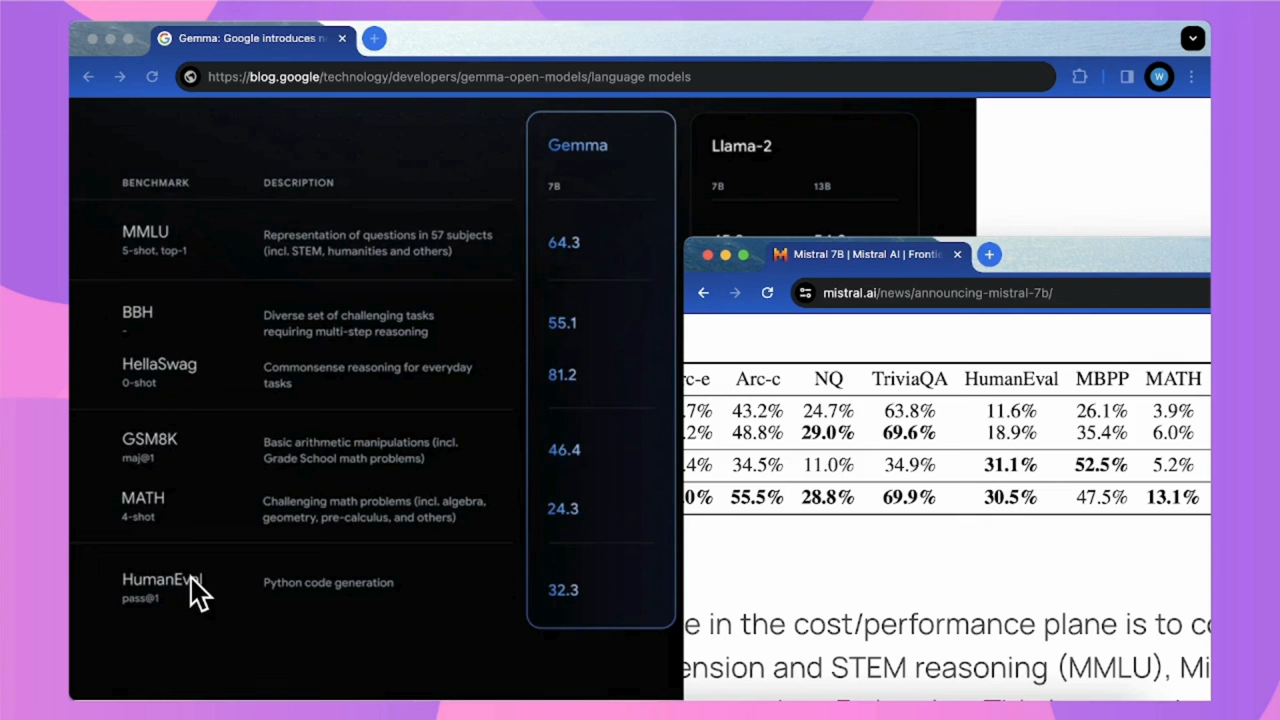 Gemma: Google introduces n
https://blog.google/technology/developers/gemma-open-models/language models
W
Gemma
Llama-2
BENCHMARK DESCRIPTION 7B 7B 13B
MMLU
5-shot, top-1
Representation of questions in 57 subjects
(incl. STEM, humanities and others)
64.3
BBH
-
Diverse set of challenging tasks
requiring multi-step reasoning
55.1
HellaSwag
0-shot
Commonsense reasoning for everyday
tasks
81.2
GSM8K
maj@1
Basic arithmetic manipulations (incl.
Grade School math problems)
46.4
MATH
4-shot
Challenging math problems (incl. algebra,
geometry, pre-calculus, and others)
24.3
HumanEval
pass@1
Python code generation
32.3
Mistral 7B | Mistral AI | Frontie
mistral.ai/news/announcing-mistral-7b/
rc-e Arc-c NQ TriviaQA HumanEval MBPP MATH
.7% 43.2% 24.7% 63.8% 11.6% 26.1% 3.9%
.2% 48.8% 29.0% 69.6% 18.9% 35.4% 6.0%
.4% 34.5% 11.0% 34.9% 31.1% 52.5% 5.2%
.0% 55.5% 28.8% 69.9% 30.5% 47.5% 13.1%
e in the cost/performance plane is to co
ension and STEM reasoning (MMLU), Mi